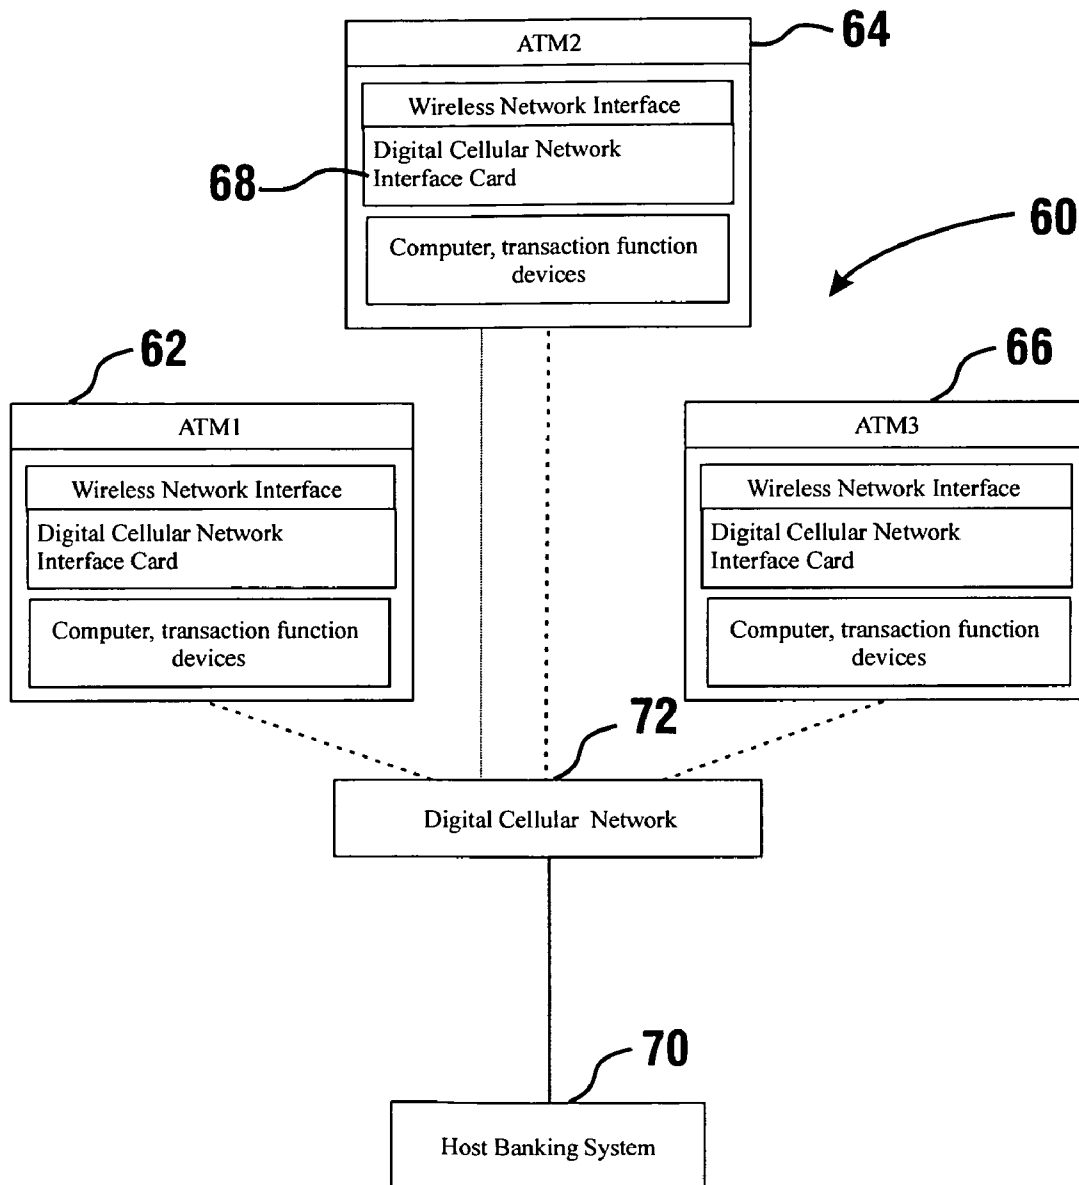 64
ATM2
Wireless Network Interface
Digital Cellular Network
Interface Card
68
Computer, transaction function
devices
60
62
ATM1
Wireless Network Interface
Digital Cellular Network
Interface Card
Computer, transaction function
devices
66
ATM3
Wireless Network Interface
Digital Cellular Network
Interface Card
Computer, transaction function
devices
72
Digital Cellular Network
70
Host Banking System